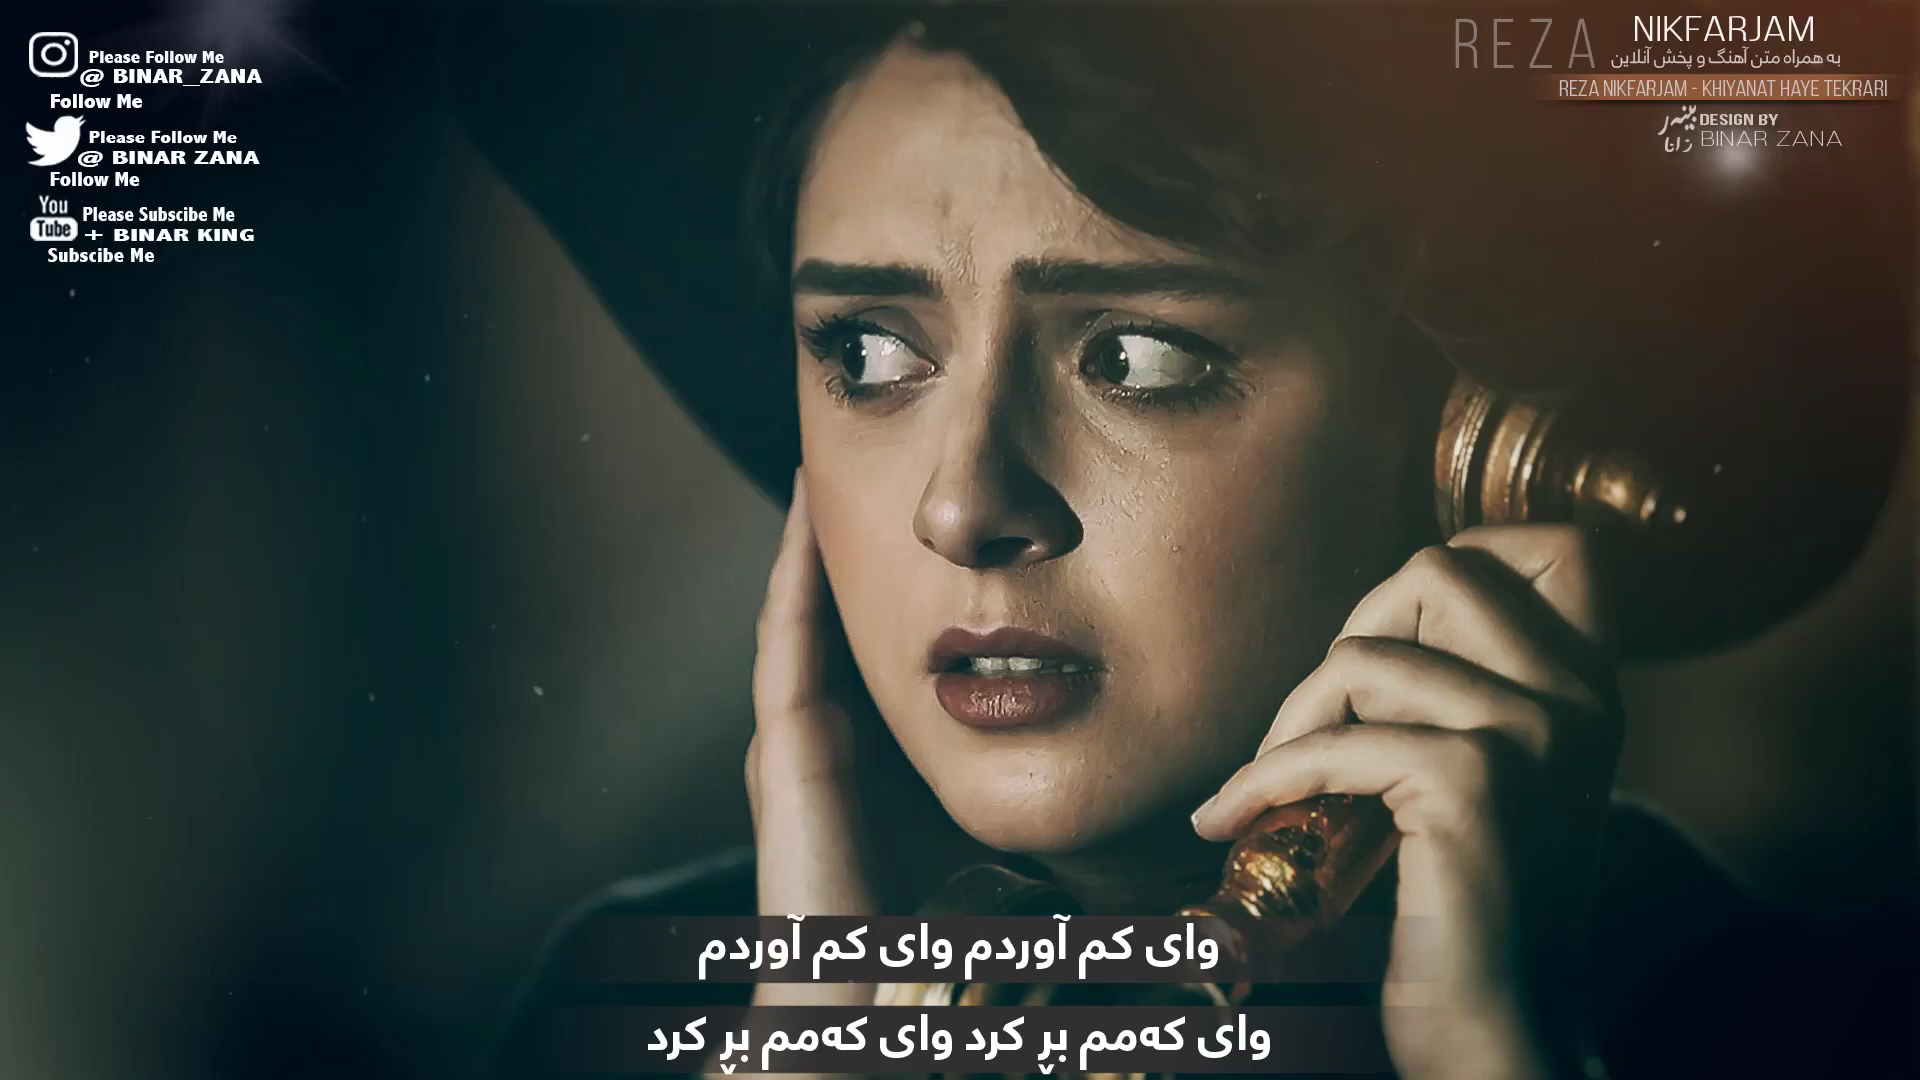 Please Follow Me
@ BINAR_ZANA
Follow Me
Please Follow Me
@ BINAR ZANA
Follow Me
You
Tube
Please Subscibe Me
+ BINAR KING
Subscibe Me
REZA NIKFARJAM
به همراه متن آهنگ و پخش آنلاین
REZA NIKFARJAM - KHIYANAT HAYE TEKRARI
بینەر
زانا
DESIGN BY
BINAR ZANA
وای کم آوردم وای کم آوردم
وای کەمم بڕ کرد وای کەمم بڕ کرد